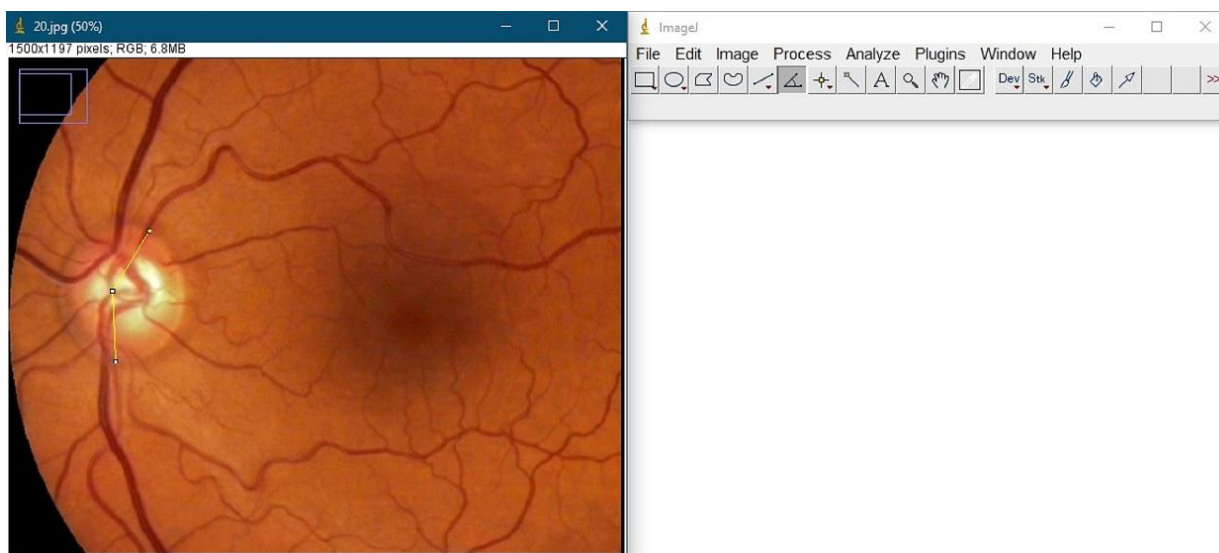 20.jpg (50%)
1500x1197 pixels; RGB; 6.8MB
ImageJ
File Edit Image Process Analyze Plugins Window Help
A Dev Stk >>